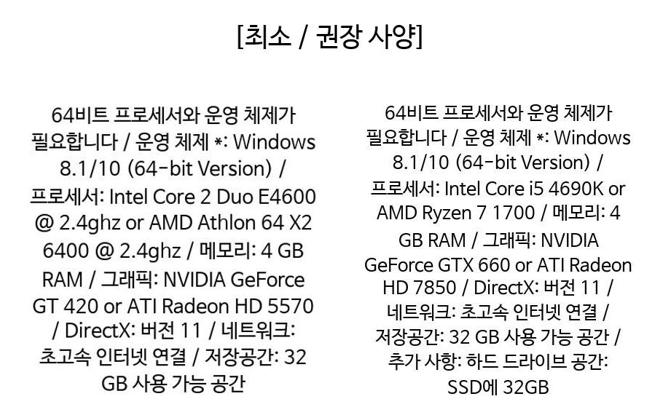 [최소 / 권장 사양]
64비트 프로세서와 운영 체제가
필요합니다 / 운영 체제 *: Windows
8.1/10 (64-bit Version) /
프로세서: Intel Core 2 Duo E4600
@ 2.4ghz or AMD Athlon 64 X2
6400 @ 2.4ghz / 메모리: 4 GB
RAM / 그래픽: NVIDIA GeForce
GT 420 or ATI Radeon HD 5570
/ DirectX: 버전 11 / 네트워크:
초고속 인터넷 연결 / 저장공간: 32
GB 사용 가능 공간
64비트 프로세서와 운영 체제가
필요합니다 / 운영 체제 *: Windows
8.1/10 (64-bit Version) /
프로세서: Intel Core i5 4690K or
AMD Ryzen 7 1700 / 메모리: 4
GB RAM / 그래픽: NVIDIA
GeForce GTX 660 or ATI Radeon
HD 7850 / DirectX: 버전 11 /
네트워크: 초고속 인터넷 연결 /
저장공간: 32 GB 사용 가능 공간 /
추가 사항: 하드 드라이브 공간:
SSD에 32GB